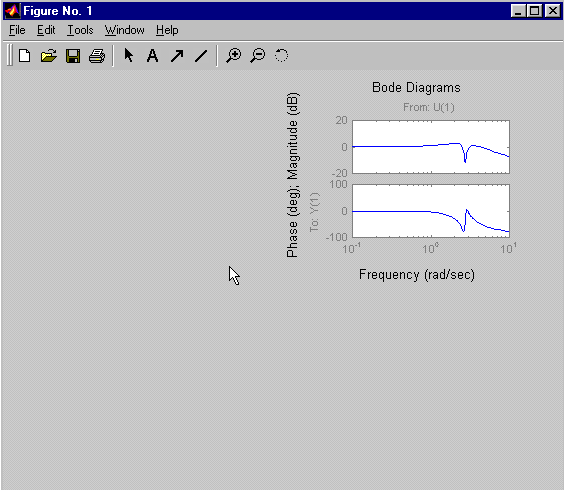 Figure No. 1
File Edit Tools Window Help
A
Bode Diagrams
From: U(1)
Phase (deg); Magnitude (dB)
To: Y(1)
20
0
-20
100
0
-100
10^-1 10^0 10^1
Frequency (rad/sec)